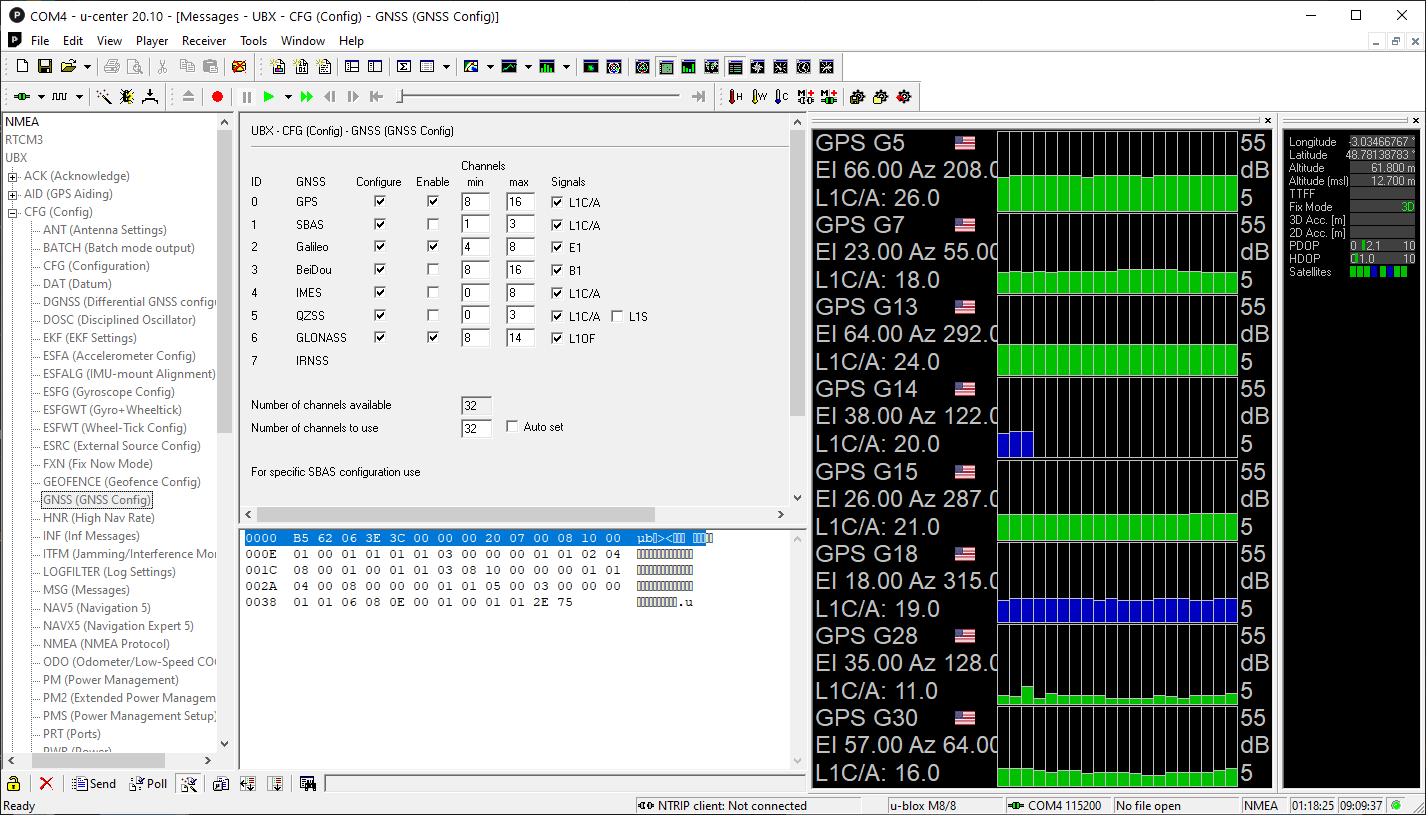 COM4 - u-center 20.10 - [Messages - UBX - CFG (Config) - GNSS (GNSS Config)]
File Edit View Player Receiver Tools Window Help
NMEA
RTCM3
UBX
ACK (Acknowledge)
AID (GPS Aiding)
CFG (Config)
ANT (Antenna Settings)
BATCH (Batch mode output)
CFG (Configuration)
DAT (Datum)
DGNSS (Differential GNSS configu
DOSC (Disciplined Oscillator)
EKF (EKF Settings)
ESFA (Accelerometer Config)
ESFALG (IMU-mount Alignment)
ESFG (Gyroscope Config)
ESFGWT (Gyro+Wheeltick)
ESFWT (Wheel-Tick Config)
ESRC (External Source Config)
FXN (Fix Now Mode)
GEOFENCE (Geofence Config)
GNSS (GNSS Config)
HNR (High Nav Rate)
INF (Inf Messages)
ITFM (Jamming/Interference Mor
LOGFILTER (Log Settings)
MSG (Messages)
NAV5 (Navigation 5)
NAVX5 (Navigation Expert 5)
NMEA (NMEA Protocol)
ODO (Odometer/Low-Speed CO
PM (Power Management)
PM2 (Extended Power Managem
PMS (Power Management Setup)
PRT (Ports)
PWR (Power)
UBX - CFG (Config) - GNSS (GNSS Config)
Channels
ID GNSS Configure Enable min max Signals
0 GPS 8 16 L1C/A
1 SBAS 1 3 L1C/A
2 Galileo 4 8 E1
3 BeiDou 8 16 B1
4 IMES 0 8 L1C/A
5 QZSS 0 3 L1C/A L1S
6 GLONASS 8 14 L1OF
7 IRNSS
Number of channels available 32
Number of channels to use 32 Auto set
For specific SBAS configuration use
0000 B5 62 06 3E 3C 00 00 00 20 07 00 08 10 00 µb><
000E 01 00 01 01 01 01 03 00 00 00 01 01 02 04
001C 08 00 01 00 01 01 03 08 10 00 00 00 01 01
002A 04 00 08 00 00 00 01 01 05 00 03 00 00 00
0038 01 01 06 08 0E 00 01 00 01 01 2E 75 .u
GPS G5 55
El 66.00 Az 208.0 dB
L1C/A: 26.0 5
GPS G7 55
El 23.00 Az 55.00 dB
L1C/A: 18.0 5
GPS G13 55
El 64.00 Az 292.0 dB
L1C/A: 24.0 5
GPS G14 55
El 38.00 Az 122.0 dB
L1C/A: 20.0 5
GPS G15 55
El 26.00 Az 287.0 dB
L1C/A: 21.0 5
GPS G18 55
El 18.00 Az 315.0 dB
L1C/A: 19.0 5
GPS G28 55
El 35.00 Az 128.0 dB
L1C/A: 11.0 5
GPS G30 55
El 57.00 Az 64.00 dB
L1C/A: 16.0 5
Longitude -3.03466767 °
Latitude 48.78138783 °
Altitude 61.800 m
Altitude (msl) 12.700 m
TTFF
Fix Mode 3D
3D Acc. [m]
2D Acc. [m]
PDOP 0 2.1 10
HDOP 0 1.0 10
Satellites
Send Poll
Ready NTRIP client: Not connected u-blox M8/8 COM4 115200 No file open NMEA 01:18:25 09:09:37